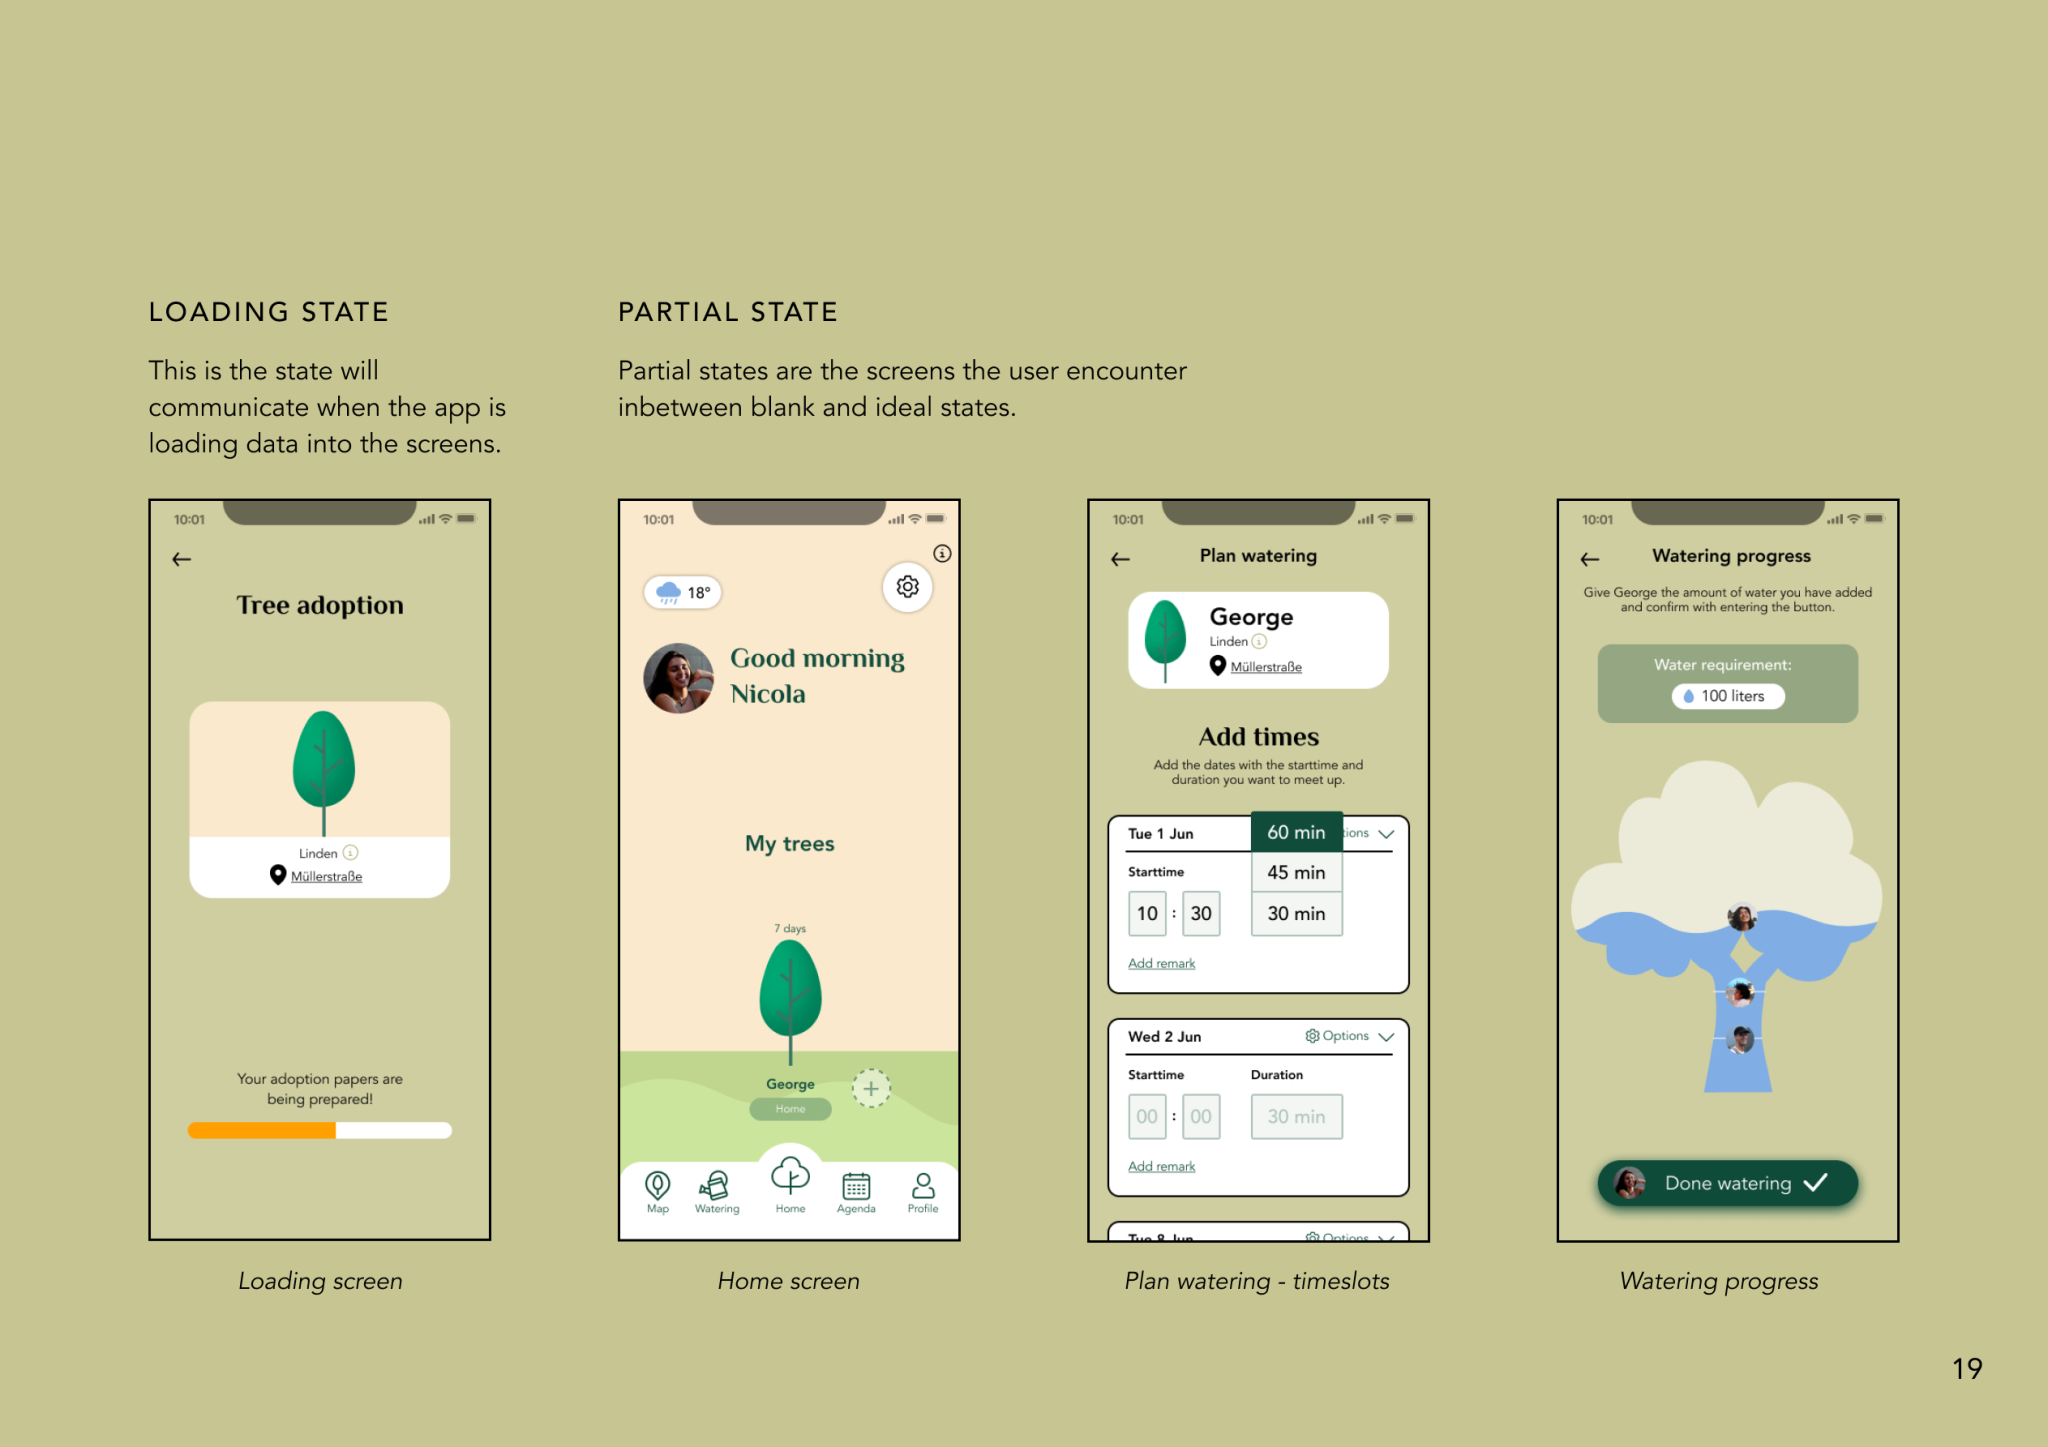 LOADING STATE
This is the state will
communicate when the app is
loading data into the screens.
PARTIAL STATE
Partial states are the screens the user encounter
inbetween blank and ideal states.
10:01
Tree adoption
Linden
Müllerstraße
Your adoption papers are
being prepared!
Loading screen
10:01
18°
Good morning
Nicola
My trees
7 days
George
Home
Map
Watering
Home
Agenda
Profile
Home screen
10:01
Plan watering
George
Linden
Müllerstraße
Add times
Add the dates with the starttime and
duration you want to meet up.
Tue 1 Jun
60 min
tions
Starttime
45 min
10 : 30
30 min
Add remark
Wed 2 Jun
Options
Starttime
Duration
00 : 00
30 min
Add remark
Tue 8 Jun
Options
Plan watering - timeslots
10:01
Watering progress
Give George the amount of water you have added
and confirm with entering the button.
Water requirement:
100 liters
Done watering
Watering progress
19